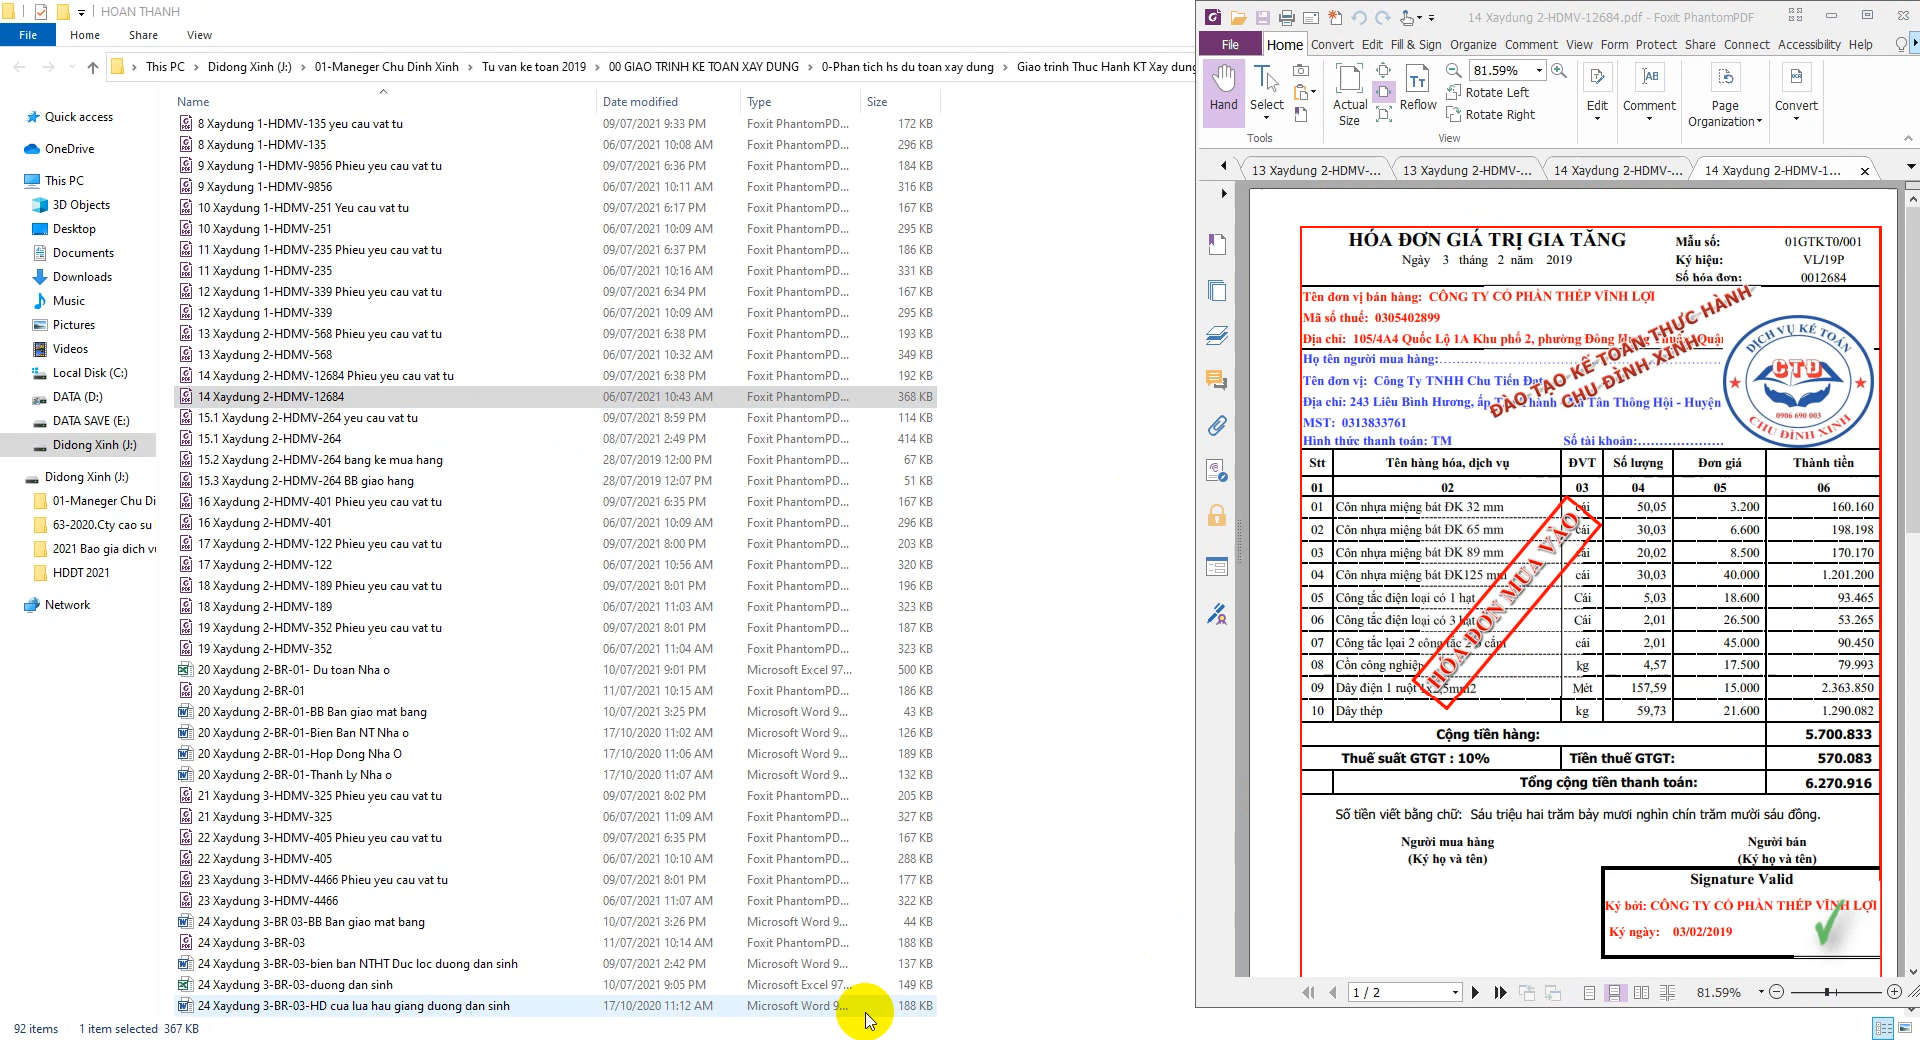 HOAN THANH
File Home Share View
This PC > Didong Xinh (J:) > 01-Maneger Chu Dinh Xinh > Tu van ke toan 2019 > 00 GIAO TRINH KE TOAN XAY DUNG > 0-Phan tich hs du toan xay dung > Giao trinh Thuc Hanh KT Xay dung
Quick access
OneDrive
This PC
3D Objects
Desktop
Documents
Downloads
Music
Pictures
Videos
Local Disk (C:)
DATA (D:)
DATA SAVE (E:)
Didong Xinh (J:)
Didong Xinh (J:)
01-Maneger Chu Di
63-2020.Cty cao su
2021 Bao gia dich vu
HDDT 2021
Network
Name Date modified Type Size
8 Xaydung 1-HDMV-135 yeu cau vat tu 09/07/2021 9:33 PM Foxit PhantomPD... 172 KB
8 Xaydung 1-HDMV-135 06/07/2021 10:08 AM Foxit PhantomPD... 296 KB
9 Xaydung 1-HDMV-9856 Phieu yeu cau vat tu 09/07/2021 6:36 PM Foxit PhantomPD... 184 KB
9 Xaydung 1-HDMV-9856 06/07/2021 10:11 AM Foxit PhantomPD... 316 KB
10 Xaydung 1-HDMV-251 Yeu cau vat tu 09/07/2021 6:17 PM Foxit PhantomPD... 167 KB
10 Xaydung 1-HDMV-251 06/07/2021 10:09 AM Foxit PhantomPD... 295 KB
11 Xaydung 1-HDMV-235 Phieu yeu cau vat tu 09/07/2021 6:37 PM Foxit PhantomPD... 186 KB
11 Xaydung 1-HDMV-235 06/07/2021 10:16 AM Foxit PhantomPD... 331 KB
12 Xaydung 1-HDMV-339 Phieu yeu cau vat tu 09/07/2021 6:34 PM Foxit PhantomPD... 167 KB
12 Xaydung 1-HDMV-339 06/07/2021 10:09 AM Foxit PhantomPD... 295 KB
13 Xaydung 2-HDMV-568 Phieu yeu cau vat tu 09/07/2021 6:38 PM Foxit PhantomPD... 193 KB
13 Xaydung 2-HDMV-568 06/07/2021 10:32 AM Foxit PhantomPD... 349 KB
14 Xaydung 2-HDMV-12684 Phieu yeu cau vat tu 09/07/2021 6:38 PM Foxit PhantomPD... 192 KB
14 Xaydung 2-HDMV-12684 06/07/2021 10:43 AM Foxit PhantomPD... 368 KB
15.1 Xaydung 2-HDMV-264 yeu cau vat tu 09/07/2021 8:59 PM Foxit PhantomPD... 114 KB
15.1 Xaydung 2-HDMV-264 08/07/2021 2:49 PM Foxit PhantomPD... 414 KB
15.2 Xaydung 2-HDMV-264 bang ke mua hang 28/07/2019 12:00 PM Foxit PhantomPD... 67 KB
15.3 Xaydung 2-HDMV-264 BB giao hang 28/07/2019 12:07 PM Foxit PhantomPD... 51 KB
16 Xaydung 2-HDMV-401 Phieu yeu cau vat tu 09/07/2021 6:35 PM Foxit PhantomPD... 167 KB
16 Xaydung 2-HDMV-401 06/07/2021 10:09 AM Foxit PhantomPD... 296 KB
17 Xaydung 2-HDMV-122 Phieu yeu cau vat tu 09/07/2021 8:00 PM Foxit PhantomPD... 203 KB
17 Xaydung 2-HDMV-122 06/07/2021 10:56 AM Foxit PhantomPD... 320 KB
18 Xaydung 2-HDMV-189 Phieu yeu cau vat tu 09/07/2021 8:01 PM Foxit PhantomPD... 196 KB
18 Xaydung 2-HDMV-189 06/07/2021 11:03 AM Foxit PhantomPD... 323 KB
19 Xaydung 2-HDMV-352 Phieu yeu cau vat tu 09/07/2021 8:01 PM Foxit PhantomPD... 187 KB
19 Xaydung 2-HDMV-352 06/07/2021 11:04 AM Foxit PhantomPD... 323 KB
20 Xaydung 2-BR-01- Du toan Nha o 10/07/2021 9:01 PM Microsoft Excel 97... 500 KB
20 Xaydung 2-BR-01 11/07/2021 10:15 AM Foxit PhantomPD... 186 KB
20 Xaydung 2-BR-01-BB Ban giao mat bang 10/07/2021 3:25 PM Microsoft Word 9... 43 KB
20 Xaydung 2-BR-01-Bien Ban NT Nha o 17/10/2020 11:02 AM Microsoft Word 9... 126 KB
20 Xaydung 2-BR-01-Hop Dong Nha O 17/10/2020 11:06 AM Microsoft Word 9... 189 KB
20 Xaydung 2-BR-01-Thanh Ly Nha o 17/10/2020 11:07 AM Microsoft Word 9... 132 KB
21 Xaydung 3-HDMV-325 Phieu yeu cau vat tu 09/07/2021 8:02 PM Foxit PhantomPD... 205 KB
21 Xaydung 3-HDMV-325 06/07/2021 11:09 AM Foxit PhantomPD... 327 KB
22 Xaydung 3-HDMV-405 Phieu yeu cau vat tu 09/07/2021 6:35 PM Foxit PhantomPD... 167 KB
22 Xaydung 3-HDMV-405 06/07/2021 10:10 AM Foxit PhantomPD... 288 KB
23 Xaydung 3-HDMV-4466 Phieu yeu cau vat tu 09/07/2021 8:01 PM Foxit PhantomPD... 177 KB
23 Xaydung 3-HDMV-4466 06/07/2021 11:07 AM Foxit PhantomPD... 322 KB
24 Xaydung 3-BR 03-BB Ban giao mat bang 10/07/2021 3:26 PM Microsoft Word 9... 44 KB
24 Xaydung 3-BR-03 11/07/2021 10:14 AM Foxit PhantomPD... 188 KB
24 Xaydung 3-BR-03-bien ban NTHT Duc loc duong dan sinh 09/07/2021 2:42 PM Microsoft Word 9... 137 KB
24 Xaydung 3-BR-03-duong dan sinh 10/07/2021 9:05 PM Microsoft Excel 97... 149 KB
24 Xaydung 3-BR-03-HD cua lua hau giang duong dan sinh 17/10/2020 11:12 AM Microsoft Word 9... 188 KB
92 items 1 item selected 367 KB
14 Xaydung 2-HDMV-12684.pdf - Foxit PhantomPDF
File Home Convert Edit Fill & Sign Organize Comment View Form Protect Share Connect Accessibility Help
Hand Select Actual Size Reflow 81.59% Rotate Left Rotate Right Edit Comment Page Organization Convert
Tools View
13 Xaydung 2-HDMV-... 13 Xaydung 2-HDMV-... 14 Xaydung 2-HDMV-... 14 Xaydung 2-HDMV-1...
HÓA ĐƠN GIÁ TRỊ GIA TĂNG Mẫu số: 01GTKT0/001
Ngày 3 tháng 2 năm 2019 Ký hiệu: VL/19P
Số hóa đơn: 0012684
Tên đơn vị bán hàng: CÔNG TY CỔ PHẦN THÉP VĨNH LỢI
Mã số thuế: 0305402899
Địa chỉ: 105/4A4 Quốc Lộ 1A Khu phố 2, phường Đông Hưng Thuận, Quận
Họ tên người mua hàng:
Tên đơn vị: Công Ty TNHH Chu Tiến Đạt
Địa chỉ: 243 Liêu Bình Hương, ấp Tân Thành - Xã Tân Thông Hội - Huyện
MST: 0313833761
Hình thức thanh toán: TM Số tài khoản:
ĐÀO TẠO KẾ TOÁN THỰC HÀNH
CHU ĐÌNH XINH
DỊCH VỤ KẾ TOÁN
CTĐ
0906 690 003
CHU ĐÌNH XINH
Stt Tên hàng hóa, dịch vụ ĐVT Số lượng Đơn giá Thành tiền
01 02 03 04 05 06
01 Côn nhựa miệng bát ĐK 32 mm cái 50,05 3.200 160.160
02 Côn nhựa miệng bát ĐK 65 mm cái 30,03 6.600 198.198
03 Côn nhựa miệng bát ĐK 89 mm cái 20,02 8.500 170.170
04 Côn nhựa miệng bát ĐK125 mm cái 30,03 40.000 1.201.200
05 Công tắc điện loại có 1 hạt Cái 5,03 18.600 93.465
06 Công tắc điện loại có 3 hạt Cái 2,01 26.500 53.265
07 Công tắc lọai 2 công tắc 2 ổ cắm cái 2,01 45.000 90.450
08 Cồn công nghiệp kg 4,57 17.500 79.993
09 Dây điện 1 ruột 1x2,5mm2 Mét 157,59 15.000 2.363.850
10 Dây thép kg 59,73 21.600 1.290.082
HÓA ĐƠN MUA VÀO
Cộng tiền hàng: 5.700.833
Thuế suất GTGT : 10% Tiền thuế GTGT: 570.083
Tổng cộng tiền thanh toán: 6.270.916
Số tiền viết bằng chữ: Sáu triệu hai trăm bảy mươi nghìn chín trăm mười sáu đồng.
Người mua hàng Người bán
(Ký họ và tên) (Ký họ và tên)
Signature Valid
Ký bởi: CÔNG TY CỔ PHẦN THÉP VĨNH LỢI
Ký ngày: 03/02/2019
1 / 2 81.59%